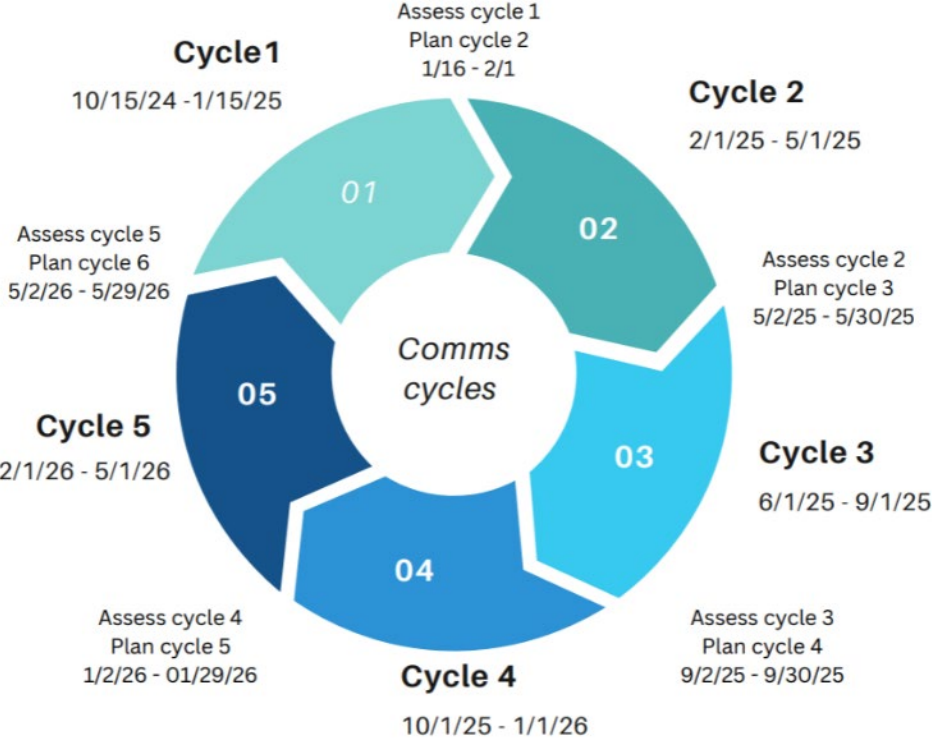 Assess cycle 1
Plan cycle 2
1/16 - 2/1
Cycle1
10/15/24 -1/15/25
Cycle 2
2/1/25 - 5/1/25
01
02
Assess cycle 5
Plan cycle 6
5/2/26 - 5/29/26
Assess cycle 2
Plan cycle 3
5/2/25 - 5/30/25
Comms
cycles
05
03
Cycle 5
2/1/26 - 5/1/26
Cycle 3
6/1/25 - 9/1/25
04
Assess cycle 4
Plan cycle 5
1/2/26 - 01/29/26
Assess cycle 3
Plan cycle 4
9/2/25 - 9/30/25
Cycle 4
10/1/25 - 1/1/26